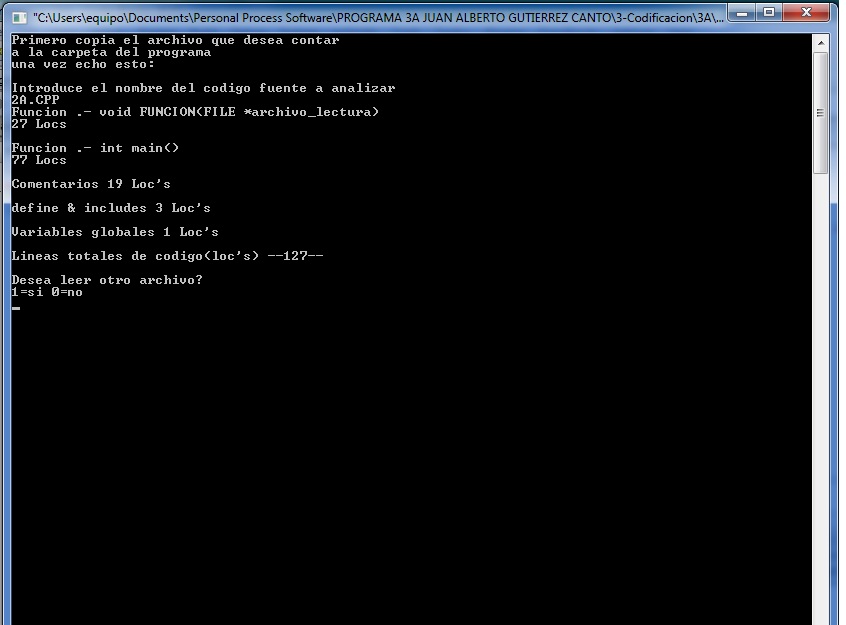 "C:\Users\equipo\Documents\Personal Process Software\PROGRAMA 3A JUAN ALBERTO GUTIERREZ CANTO\3-Codificacion\3A\...
Primero copia el archivo que desea contar
a la carpeta del programa
una vez echo esto:
Introduce el nombre del codigo fuente a analizar
2A.CPP
Funcion .- void FUNCION(FILE *archivo_lectura)
27 Locs
Funcion .- int main()
77 Locs
Comentarios 19 Loc's
define & includes 3 Loc's
Variables globales 1 Loc's
Lineas totales de codigo(loc's) --127--
Desea leer otro archivo?
1=si 0=no